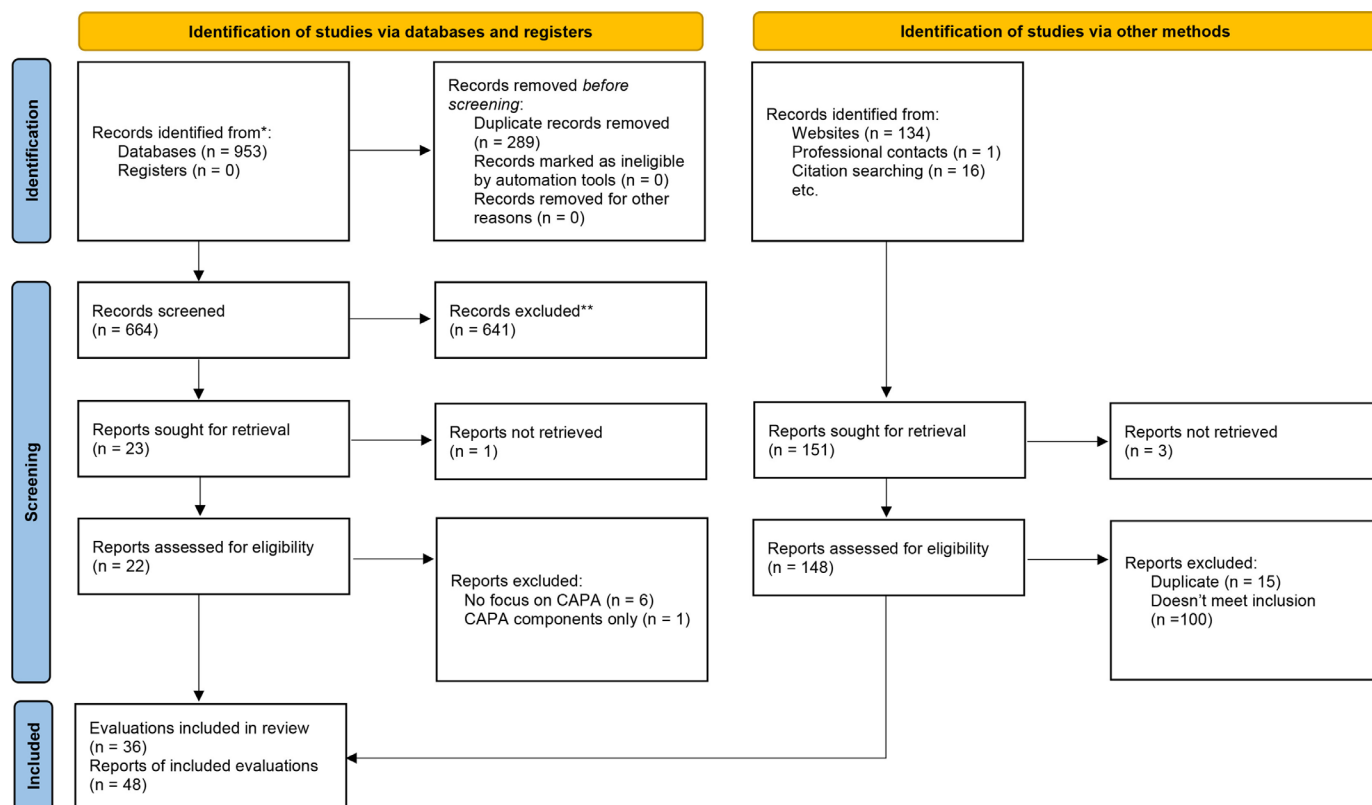 Identification of studies via databases and registers
Identification of studies via other methods
Identification
Records identified from*:
Databases (n = 953)
Registers (n = 0)
Records removed before
screening:
Duplicate records removed
(n = 289)
Records marked as ineligible
by automation tools (n = 0)
Records removed for other
reasons (n = 0)
Records identified from:
Websites (n = 134)
Professional contacts (n = 1)
Citation searching (n = 16)
etc.
Screening
Records screened
(n = 664)
Records excluded**
(n = 641)
Reports sought for retrieval
(n = 23)
Reports not retrieved
(n = 1)
Reports sought for retrieval
(n = 151)
Reports not retrieved
(n = 3)
Reports assessed for eligibility
(n = 22)
Reports excluded:
No focus on CAPA (n = 6)
CAPA components only (n = 1)
Reports assessed for eligibility
(n = 148)
Reports excluded:
Duplicate (n = 15)
Doesn't meet inclusion
(n =100)
Included
Evaluations included in review
(n = 36)
Reports of included evaluations
(n = 48)